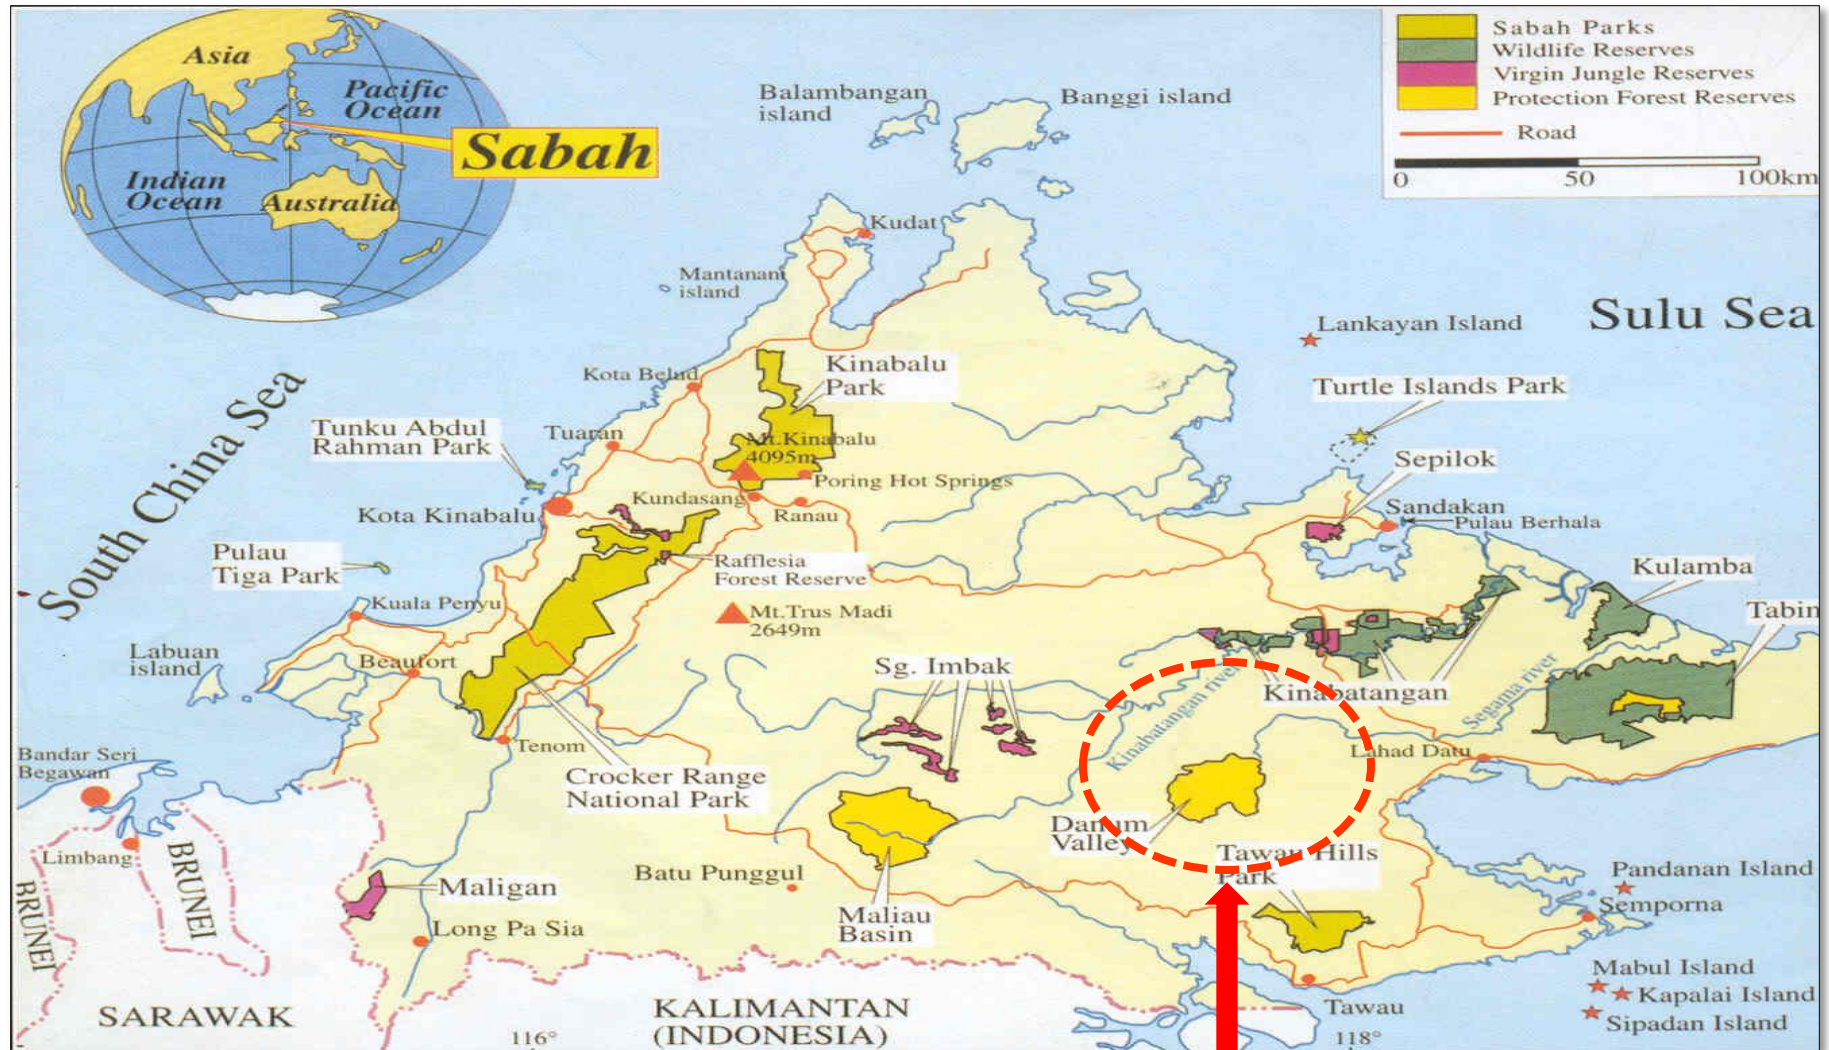 Asia
Pacific
Ocean
Sabah
Indian
Ocean
Australia
Sabah Parks
Wildlife Reserves
Virgin Jungle Reserves
Protection Forest Reserves
Road
0 50 100km
Balambangan
island
Banggi island
Kudat
Mantanani
island
Sulu Sea
Lankayan Island
Kota Belud
Kinabalu
Park
Turtle Islands Park
South China Sea
Tunku Abdul
Rahman Park
Tuaran
Mt.Kinabalu
4095m
Sepilok
Poring Hot Springs
Kundasang
Ranau
Kota Kinabalu
Sandakan
Pulau Berhala
Pulau
Tiga Park
Rafflesia
Forest Reserve
Kulamba
Kuala Penyu
Mt.Trus Madi
2649m
Tabin
Labuan
island
Beaufort
Sg. Imbak
Kinabatangan
Kinabatangan river
Segama river
Tenom
Lahad Datu
Bandar Seri
Begawan
Crocker Range
National Park
Danum
Valley
Tawau Hills
Park
Limbang
BRUNEI
BRUNEI
Maligan
Batu Punggul
Pandanan Island
Semporna
Maliau
Basin
Long Pa Sia
Mabul Island
Kapalai Island
Sipadan Island
SARAWAK
KALIMANTAN
(INDONESIA)
Tawau
116°
118°